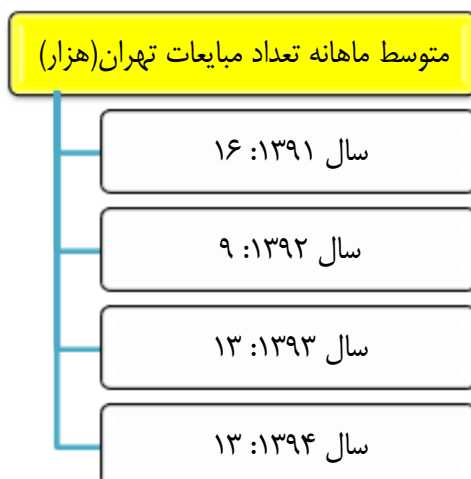 متوسط ماهانه تعداد مبایعات تهران(هزار)
سال ۱۳۹۱: ۱۶
سال ۱۳۹۲: ۹
سال ۱۳۹۳: ۱۳
سال ۱۳۹۴: ۱۳